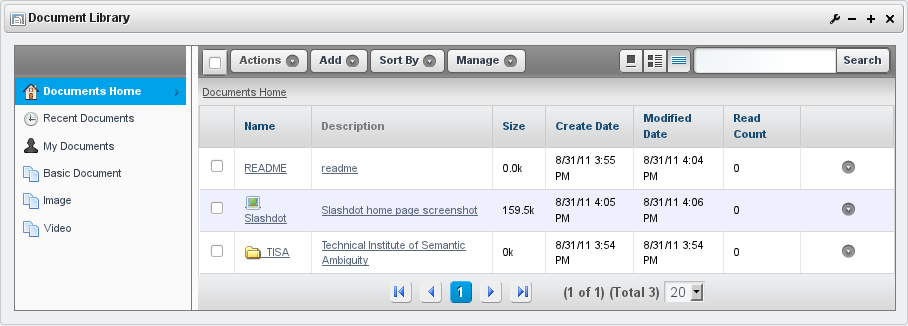 Document Library
Actions Add Sort By Manage Search
Documents Home
Recent Documents
My Documents
Basic Document
Image
Video
Documents Home
Name Description Size Create Date Modified Date Read Count
README readme 0.0k 8/31/11 3:55 PM 8/31/11 4:04 PM 0
Slashdot Slashdot home page screenshot 159.5k 8/31/11 4:05 PM 8/31/11 4:06 PM 0
TISA Technical Institute of Semantic Ambiguity 0k 8/31/11 3:54 PM 8/31/11 3:54 PM 0
1 (1 of 1) (Total 3) 20